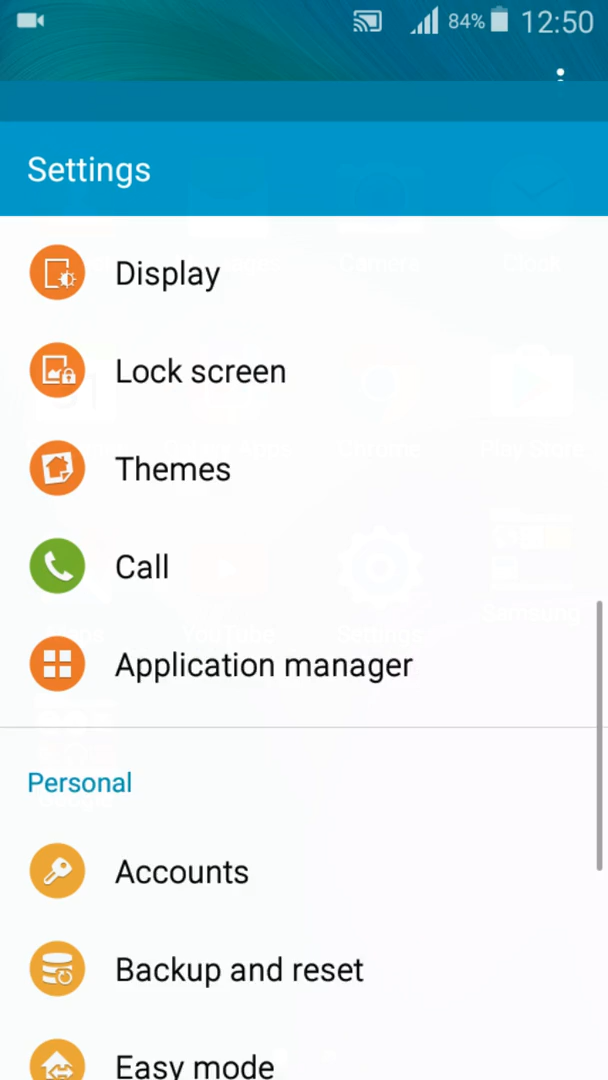 84% 12:50
Settings
Display
Lock screen
Themes
Call
Application manager
Personal
Accounts
Backup and reset
Easy mode